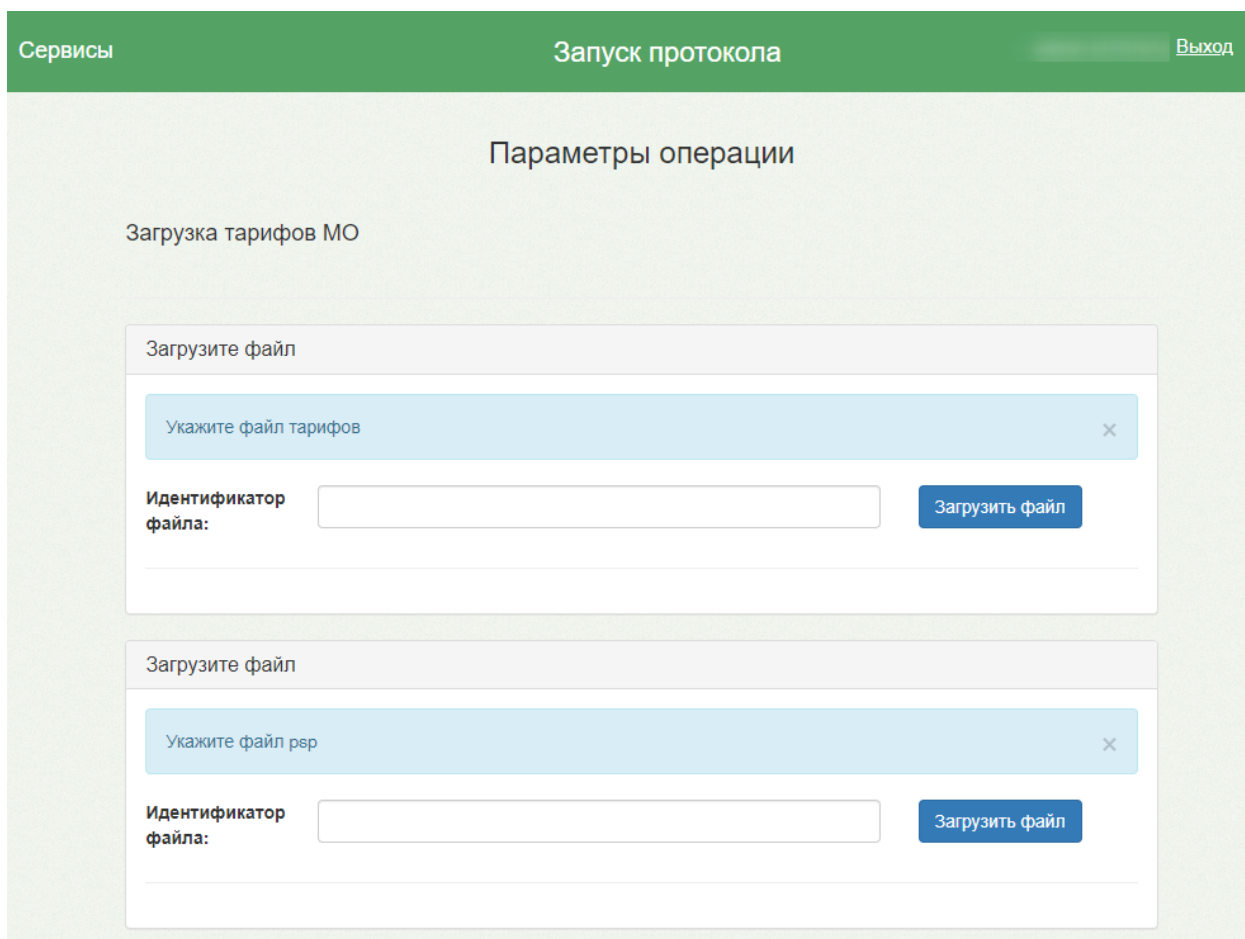 Сервисы
Запуск протокола
Выход
Параметры операции
Загрузка тарифов МО
Загрузите файл
Укажите файл тарифов
×
Идентификатор
файла:
Загрузить файл
Загрузите файл
Укажите файл psp
×
Идентификатор
файла:
Загрузить файл